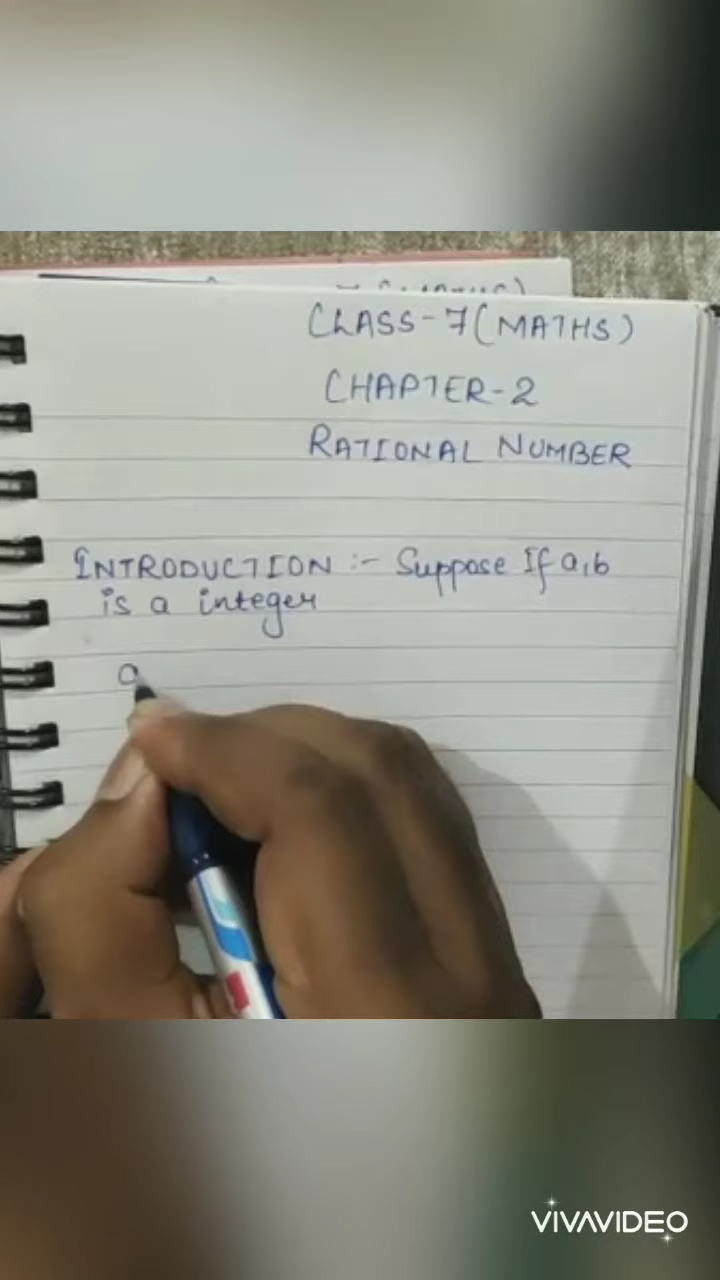 CLASS-7(MATHS)
CHAPTER-2
RATIONAL NUMBER
INTRODUCTION :- Suppose If a,b
is a integer
a
VIVAVIDEO